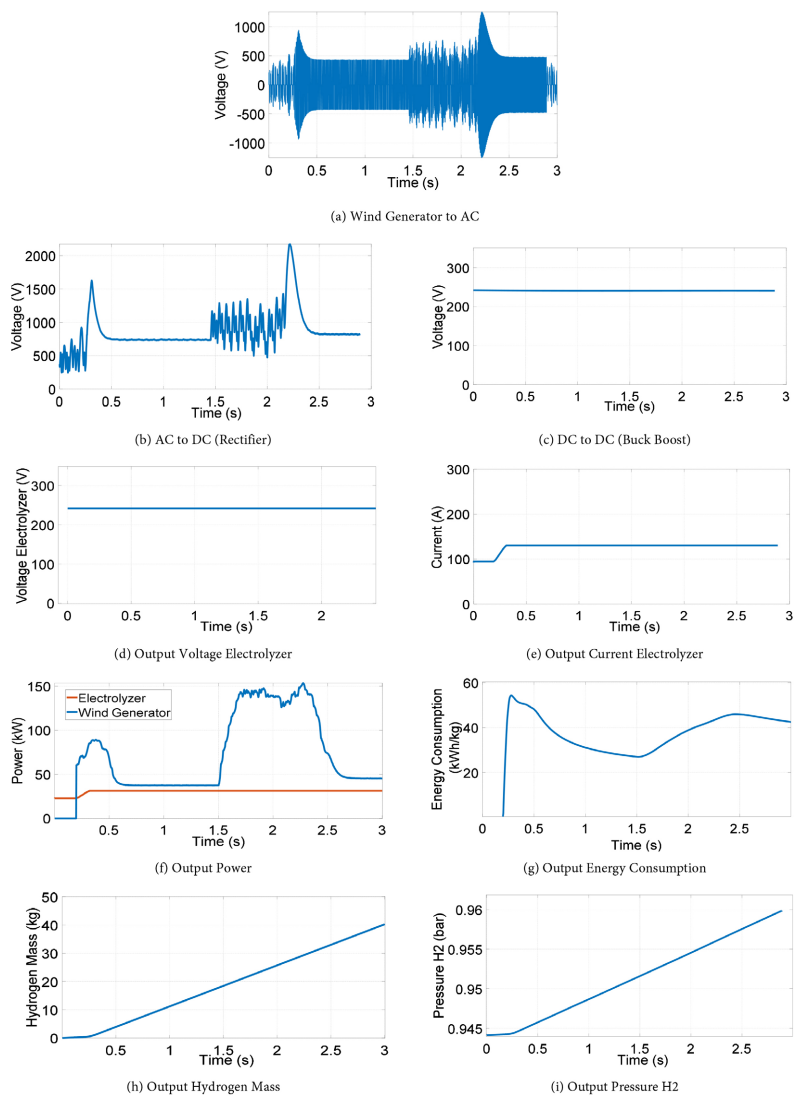 1000
500
0
-500
-1000
Voltage (V)
0 0.5 1 1.5 2 2.5 3
Time (s)
(a) Wind Generator to AC
2000
1500
1000
500
0
Voltage (V)
0 0.5 1 1.5 2 2.5 3
Time (s)
(b) AC to DC (Rectifier)
300
200
100
0
Voltage (V)
0 0.5 1 1.5 2 2.5 3
Time (s)
(c) DC to DC (Buck Boost)
300
200
100
0
Voltage Electrolyzer (V)
0 0.5 1 1.5 2
Time (s)
(d) Output Voltage Electrolyzer
300
200
100
0
Current (A)
0 0.5 1 1.5 2 2.5 3
Time (s)
(e) Output Current Electrolyzer
150
100
50
0
Power (kW)
Electrolyzer
Wind Generator
0.5 1 1.5 2 2.5 3
Time (s)
(f) Output Power
60
40
20
Energy Consumption
(kWh/kg)
0 0.5 1 1.5 2 2.5
Time (s)
(g) Output Energy Consumption
50
40
30
20
10
0
Hydrogen Mass (kg)
0.5 1 1.5 2 2.5 3
Time (s)
(h) Output Hydrogen Mass
0.96
0.955
0.95
0.945
Pressure H2 (bar)
0 0.5 1 1.5 2 2.5
Time (s)
(i) Output Pressure H2